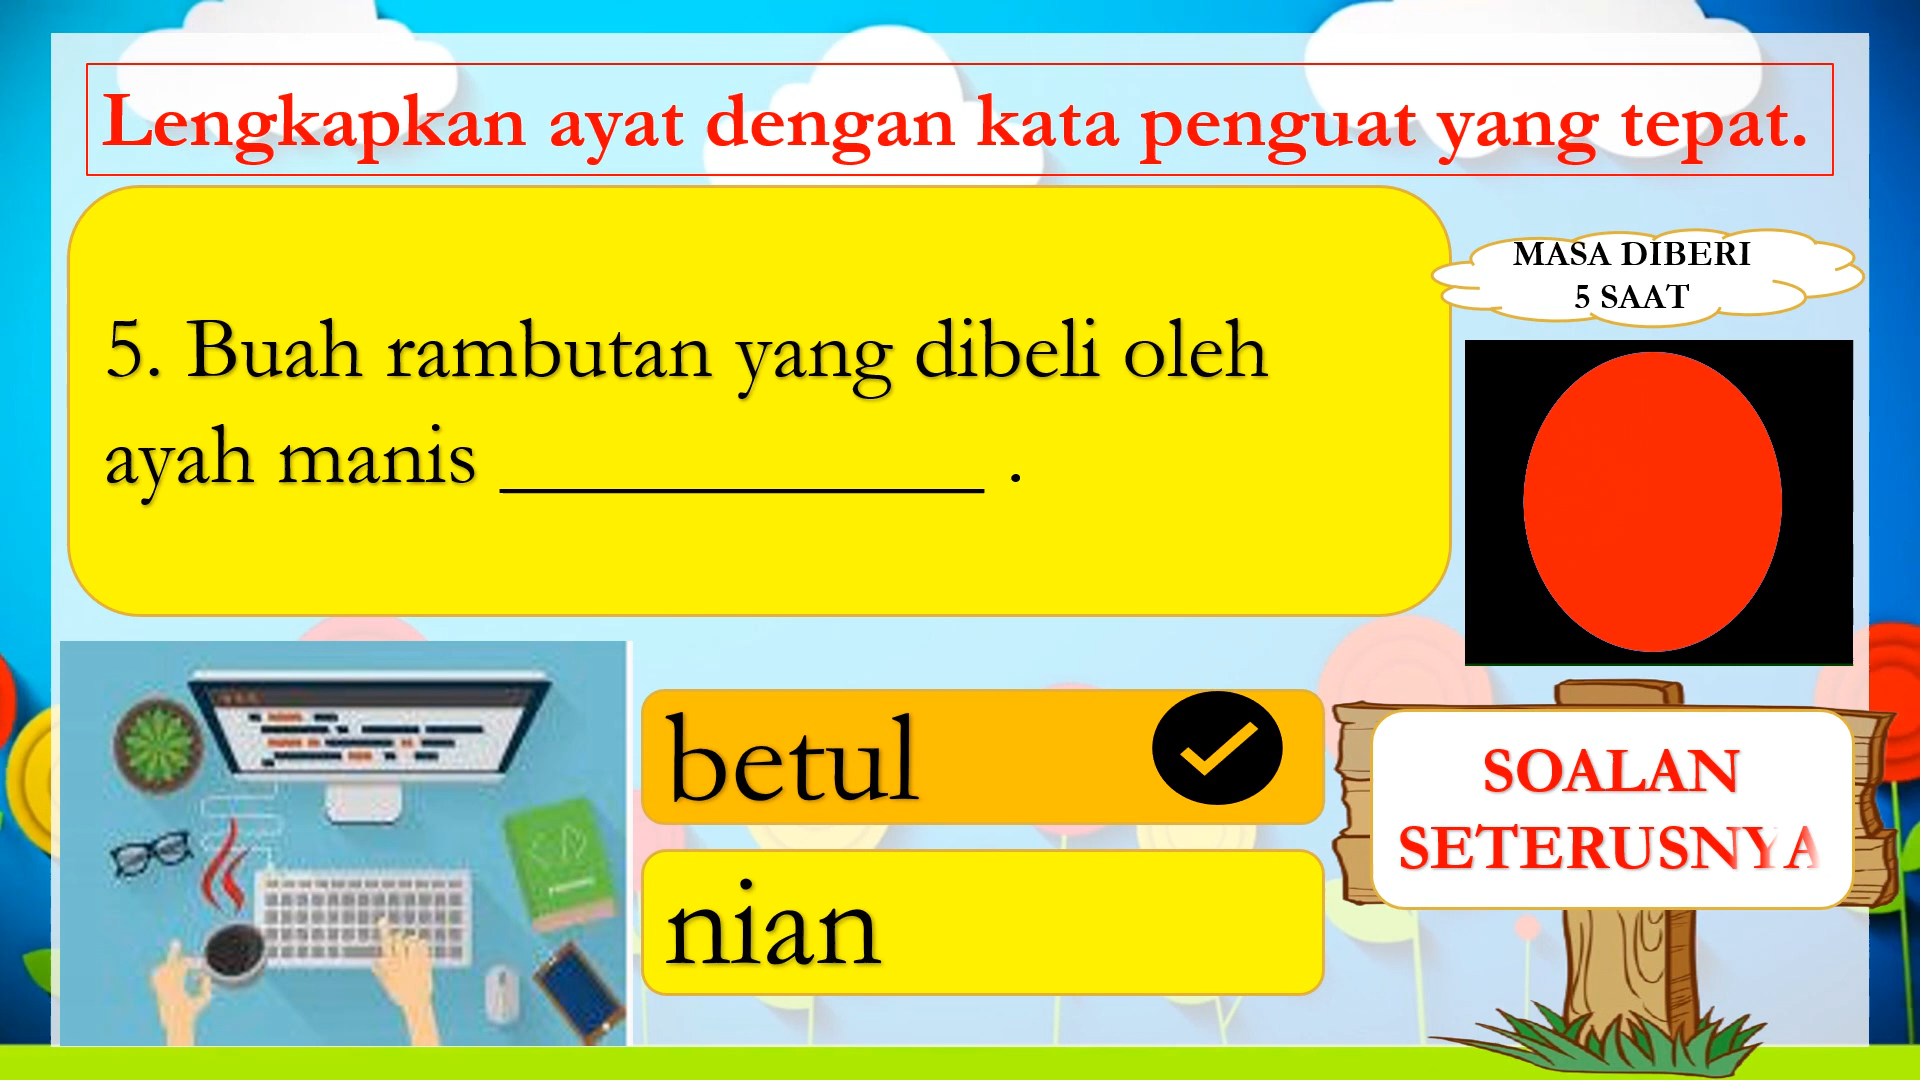 Lengkapkan ayat dengan kata penguat yang tepat.
MASA DIBERI
5 SAAT
5. Buah rambutan yang dibeli oleh
ayah manis ____________ .
betul
nian
SOALAN
SETERUSNYA